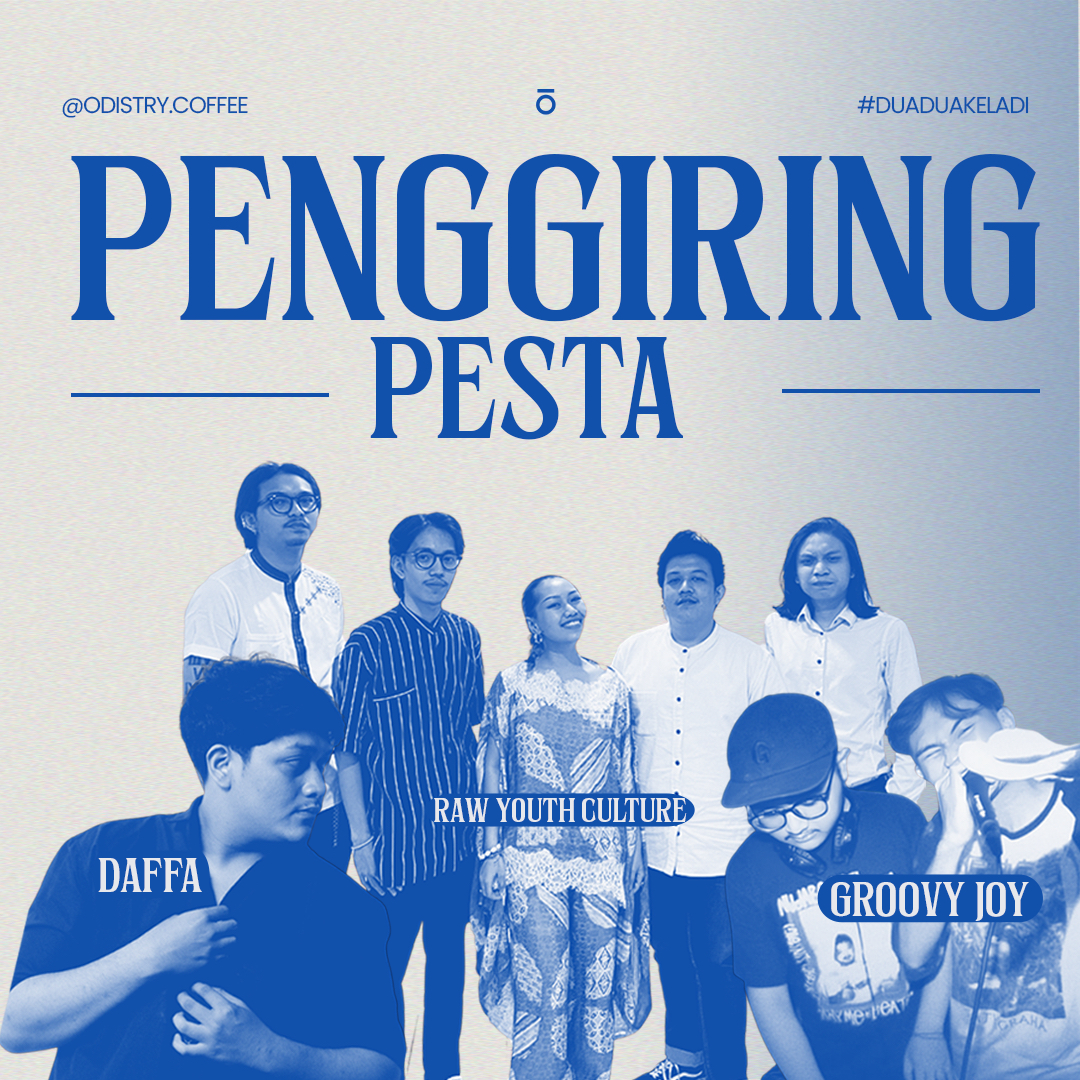 @ODISTRY.COFFEE
ō
#DUADUAKELADI
PENGGIRING
PESTA
RAW YOUTH CULTURE
DAFFA
GROOVY JOY